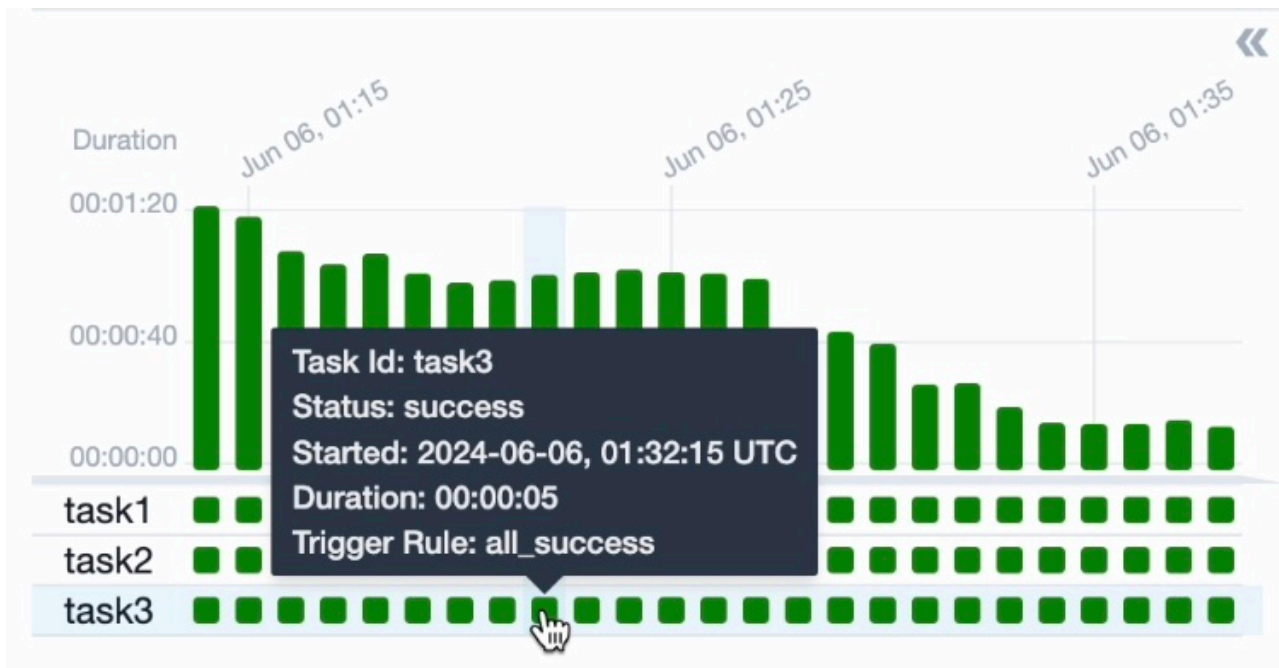 «
Jun 06, 01:15
Jun 06, 01:25
Jun 06, 01:35
Duration
00:01:20
00:00:40
00:00:00
Task Id: task3
Status: success
Started: 2024-06-06, 01:32:15 UTC
Duration: 00:00:05
Trigger Rule: all_success
task1
task2
task3